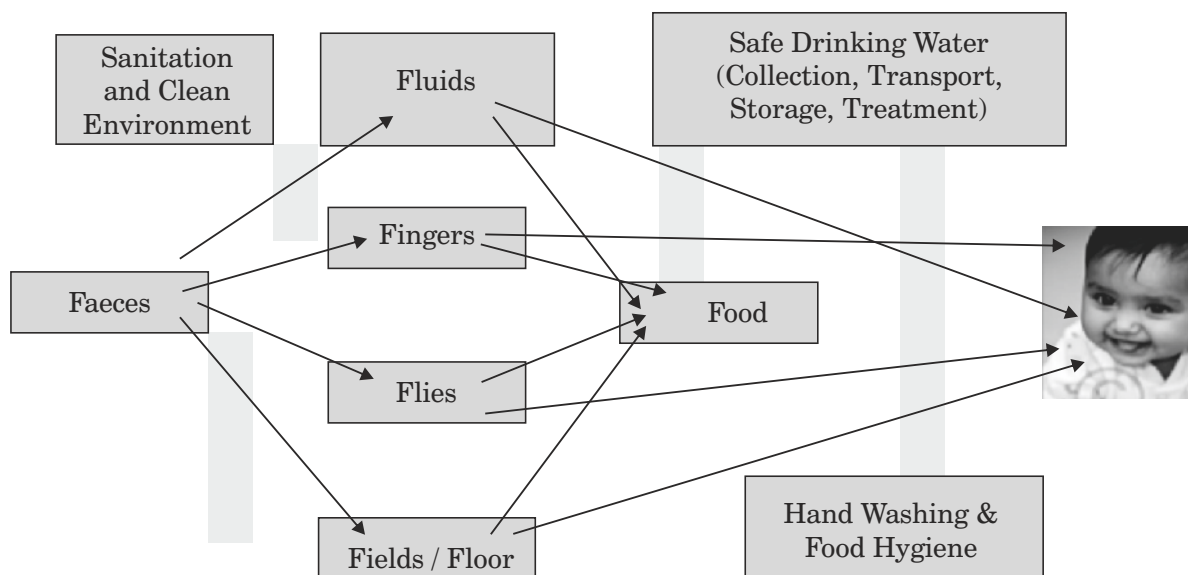 Sanitation
and Clean
Environment
Fluids
Safe Drinking Water
(Collection, Transport,
Storage, Treatment)
Fingers
Faeces
Food
Flies
Fields / Floor
Hand Washing &
Food Hygiene